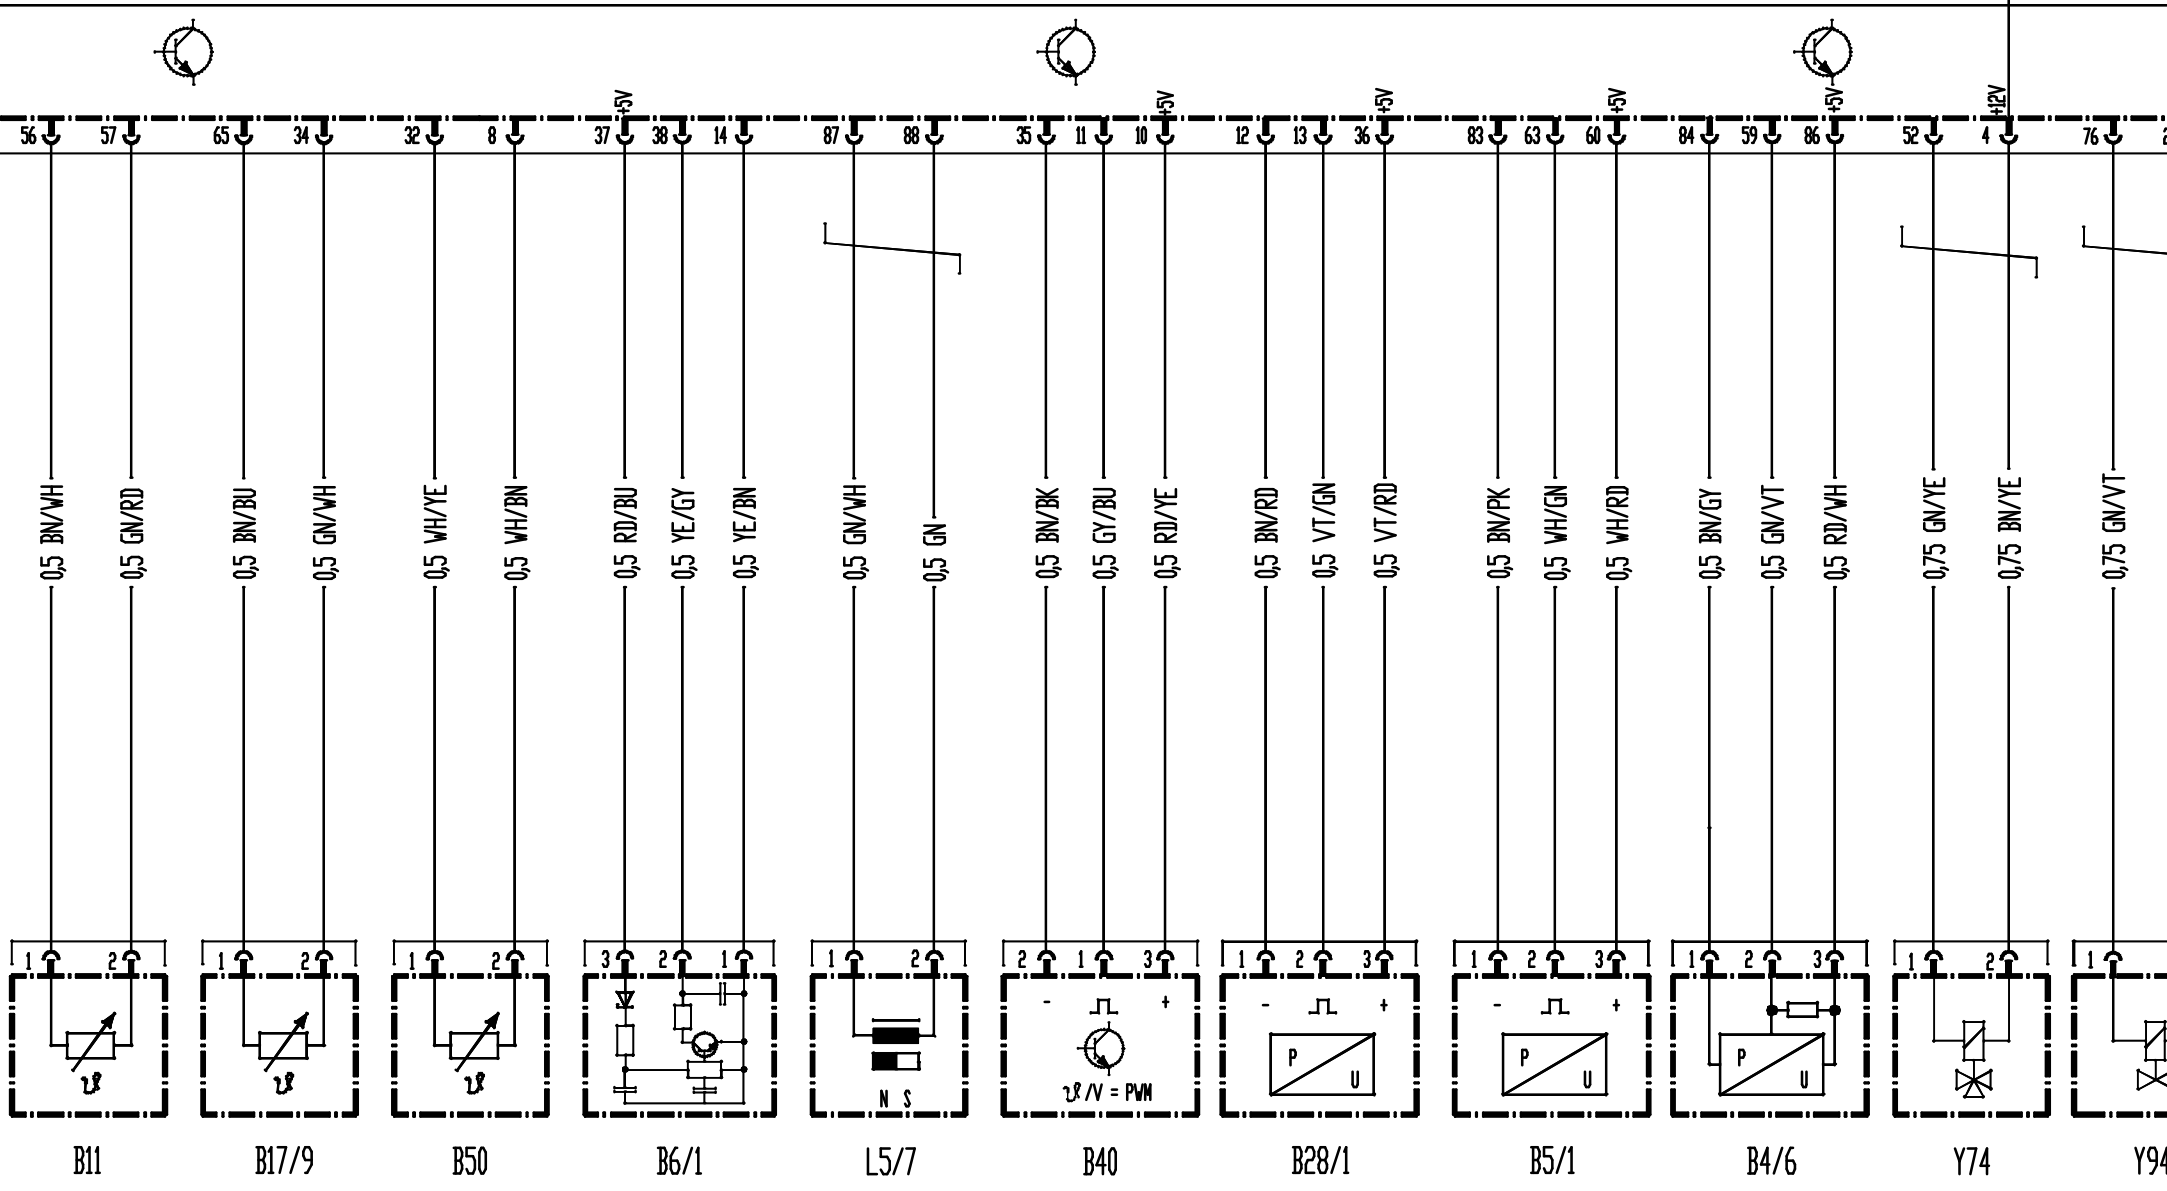 +5V +5V +5V +5V +5V +12V
56 57 65 34 32 8 37 38 14 87 88 35 11 10 12 13 36 83 63 60 84 59 86 52 4 76
0,5 BN/WH
0,5 GN/RD
0,5 BN/BU
0,5 GN/WH
0,5 WH/YE
0,5 WH/BN
0,5 RD/BU
0,5 YE/GY
0,5 YE/BN
0,5 GN/WH
0,5 GN
0,5 BN/BK
0,5 GY/BU
0,5 RD/YE
0,5 BN/RD
0,5 VT/GN
0,5 VT/RD
0,5 BN/PK
0,5 WH/GN
0,5 WH/RD
0,5 BN/GY
0,5 GN/VT
0,5 RD/WH
0,75 GN/YE
0,75 BN/YE
0,75 GN/VT
1 2 1 2 1 2 3 2 1 1 2 2 1 3 1 2 3 1 2 3 1 2 3 1 2 1
- + - + - +
P U P U P U
ϑ ϑ ϑ N S ϑ/V = PWM
B11 B17/9 B50 B6/1 L5/7 B40 B28/1 B5/1 B4/6 Y74 Y94